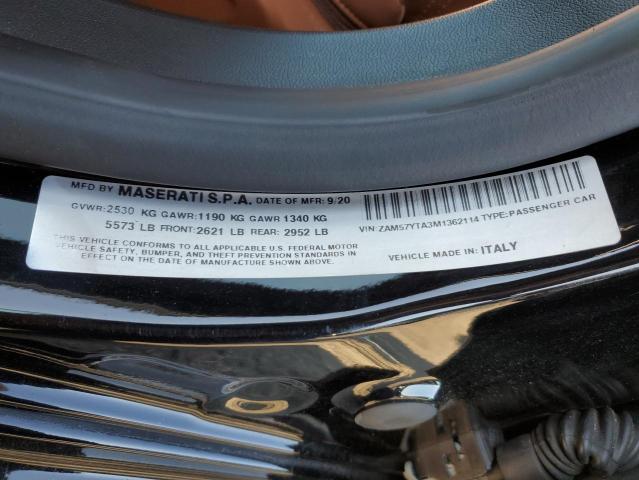 MFD BY MASERATI S.P.A. DATE OF MFR: 9/20
GVWR:2530 KG GAWR:1190 KG GAWR 1340 KG
5573 LB FRONT:2621 LB REAR: 2952 LB
THIS VEHICLE CONFORMS TO ALL APPLICABLE U.S. FEDERAL MOTOR
VEHICLE SAFETY, BUMPER, AND THEFT PREVENTION STANDARDS IN
EFFECT ON THE DATE OF MANUFACTURE SHOWN ABOVE.
VIN:ZAM57YTA3M1362114 TYPE:PASSENGER CAR
VEHICLE MADE IN: ITALY